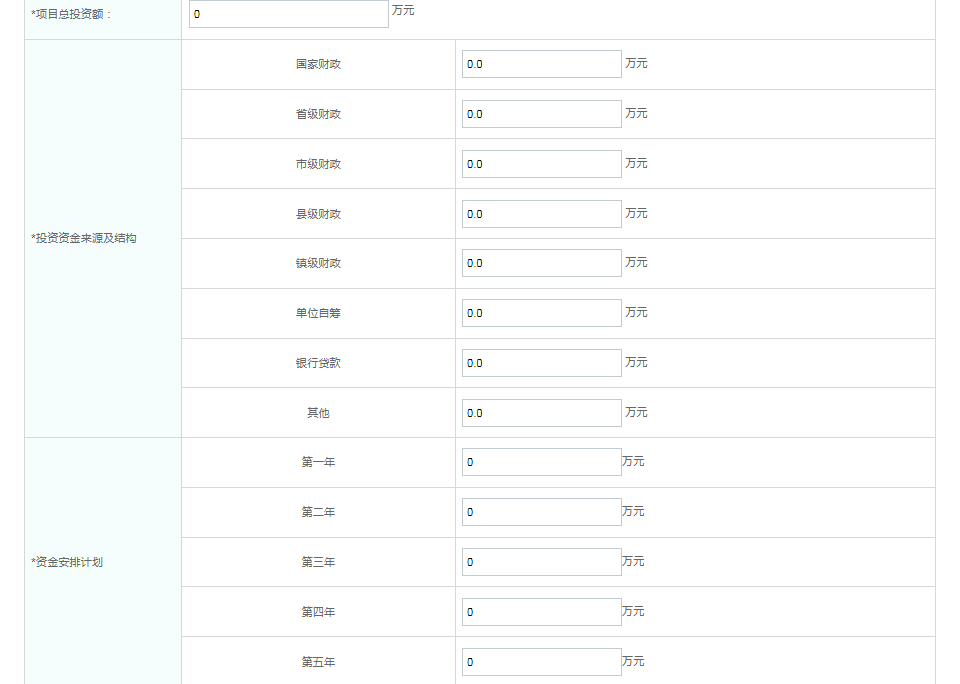 *项目总投资额： 0 万元
国家财政 0.0 万元
省级财政 0.0 万元
市级财政 0.0 万元
县级财政 0.0 万元
*投资资金来源及结构
镇级财政 0.0 万元
单位自筹 0.0 万元
银行贷款 0.0 万元
其他 0.0 万元
第一年 0 万元
第二年 0 万元
*资金安排计划 第三年 0 万元
第四年 0 万元
第五年 0 万元